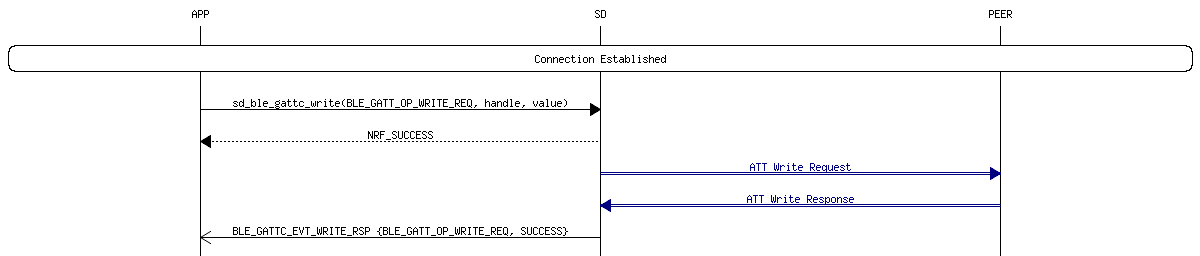 APP SD PEER
Connection Established
sd_ble_gattc_write(BLE_GATT_OP_WRITE_REQ, handle, value)
NRF_SUCCESS
ATT Write Request
ATT Write Response
BLE_GATTC_EVT_WRITE_RSP {BLE_GATT_OP_WRITE_REQ, SUCCESS}